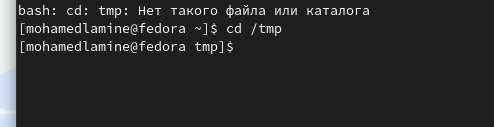 bash: cd: tmp: Нет такого файла или каталога
[mohamedlamine@fedora ~]$ cd /tmp
[mohamedlamine@fedora tmp]$